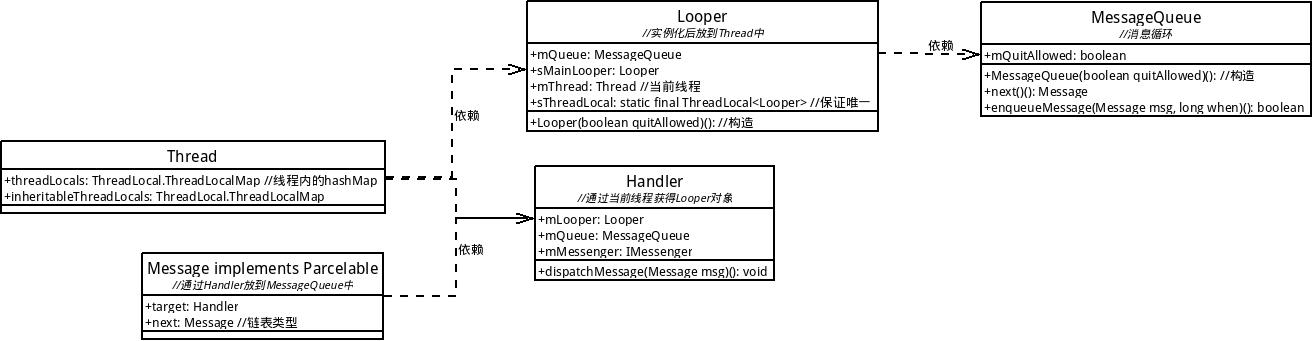 Looper
//实例化后放到Thread中
+mQueue: MessageQueue
+sMainLooper: Looper
+mThread: Thread //当前线程
+sThreadLocal: static final ThreadLocal<Looper> //保证唯一
+Looper(boolean quitAllowed)(): //构造
依赖
MessageQueue
//消息循环
+mQuitAllowed: boolean
+MessageQueue(boolean quitAllowed)(): //构造
+next()(): Message
+enqueueMessage(Message msg, long when)(): boolean
依赖
Thread
+threadLocals: ThreadLocal.ThreadLocalMap //线程内的hashMap
+inheritableThreadLocals: ThreadLocal.ThreadLocalMap
Handler
//通过当前线程获得Looper对象
+mLooper: Looper
+mQueue: MessageQueue
+mMessenger: IMessenger
+dispatchMessage(Message msg)(): void
依赖
Message implements Parcelable
//通过Handler放到MessageQueue中
+target: Handler
+next: Message //链表类型